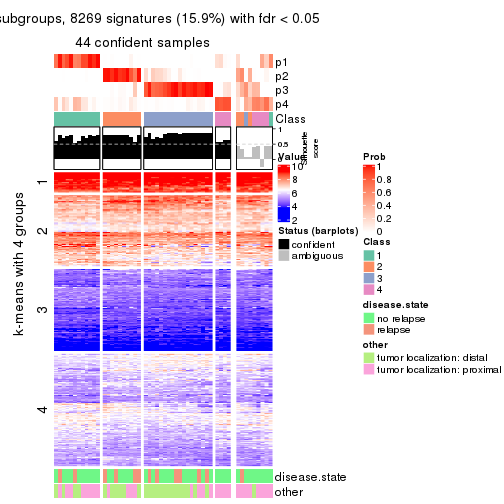 subgroups, 8269 signatures (15.9%) with fdr < 0.05
44 confident samples
p1
p2
p3
p4
Class
1
0.5
0
Silhouette
score
k-means with 4 groups
1
2
3
4
disease.state
other
Value
10
8
6
4
2
Status (barplots)
confident
ambiguous
Prob
1
0.8
0.6
0.4
0.2
0
Class
1
2
3
4
disease.state
no relapse
relapse
other
tumor localization: distal
tumor localization: proximal